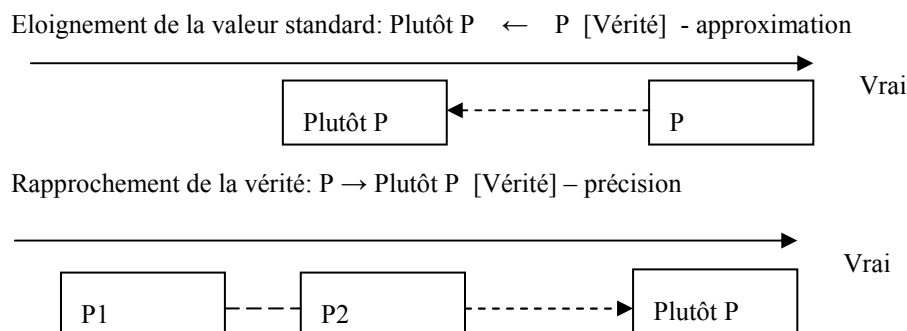 Eloignement de la valeur standard: Plutôt P ← P [Vérité] - approximation
Vrai
Plutôt P P
Rapprochement de la vérité: P → Plutôt P [Vérité] – précision
Vrai
P1 P2 Plutôt P